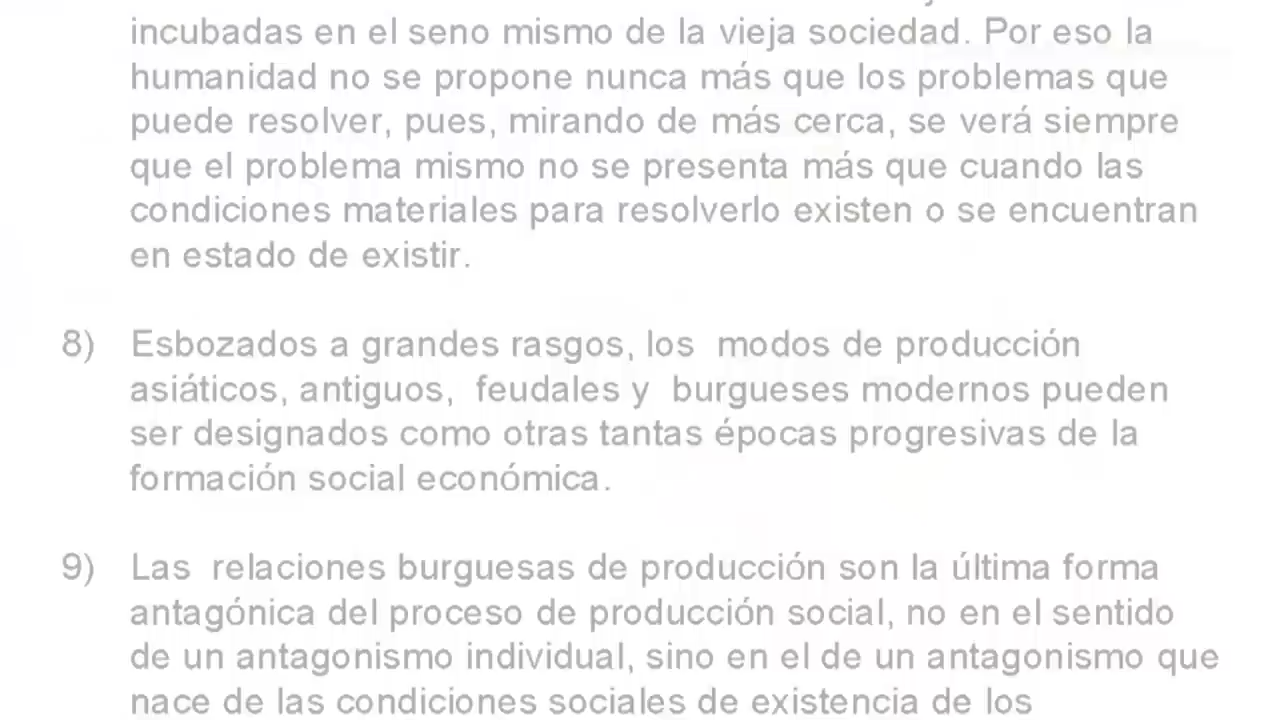 incubadas en el seno mismo de la vieja sociedad. Por eso la
humanidad no se propone nunca más que los problemas que
puede resolver, pues, mirando de más cerca, se verá siempre
que el problema mismo no se presenta más que cuando las
condiciones materiales para resolverlo existen o se encuentran
en estado de existir.
8) Esbozados a grandes rasgos, los modos de producción
asiáticos, antiguos, feudales y burgueses modernos pueden
ser designados como otras tantas épocas progresivas de la
formación social económica.
9) Las relaciones burguesas de producción son la última forma
antagónica del proceso de producción social, no en el sentido
de un antagonismo individual, sino en el de un antagonismo que
nace de las condiciones sociales de existencia de los